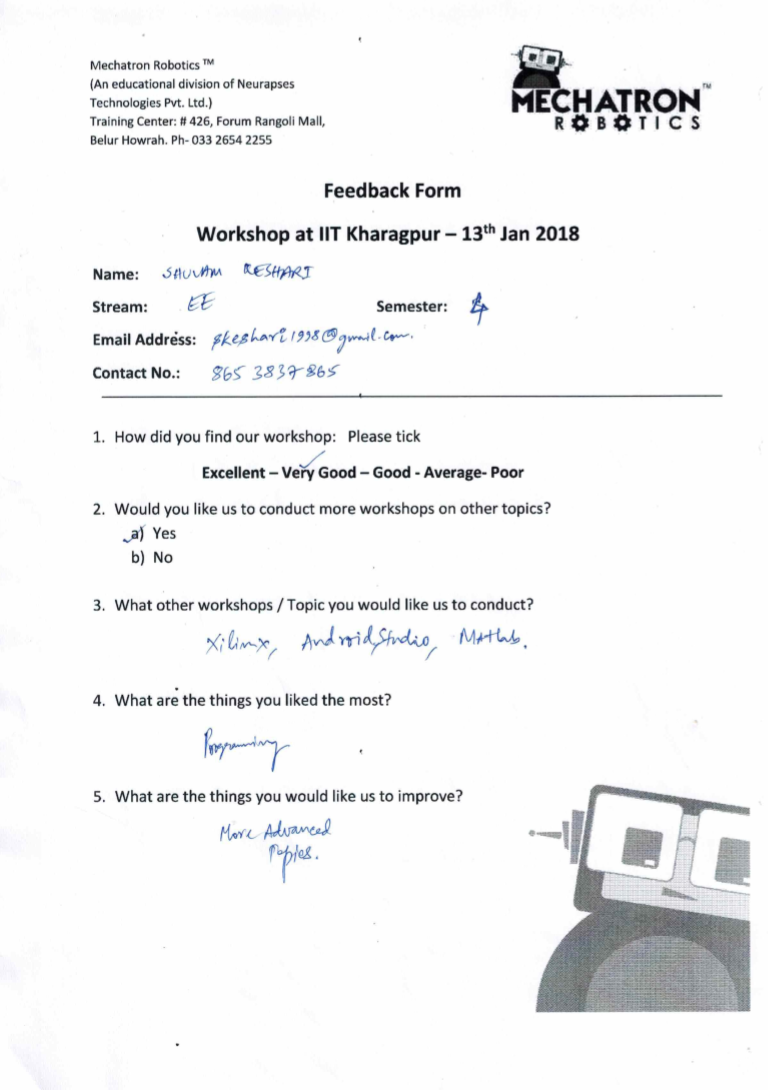 Mechatron Robotics ™
(An educational division of Neurapses
Technologies Pvt. Ltd.)
Training Center: # 426, Forum Rangoli Mall,
Belur Howrah. Ph- 033 2654 2255
MECHATRON™
ROBOTICS
Feedback Form
Workshop at IIT Kharagpur – 13th Jan 2018
Name: SAUVAM KESHARI
Stream: EE Semester: 4
Email Address: skeshari1998@gmail.com.
Contact No.: 865 3837865
1. How did you find our workshop: Please tick
Excellent – Very Good – Good - Average- Poor
2. Would you like us to conduct more workshops on other topics?
a) Yes
b) No
3. What other workshops / Topic you would like us to conduct?
Xilinx, Android Studio, Matlab.
4. What are the things you liked the most?
Programming
5. What are the things you would like us to improve?
More Advanced
Topics.